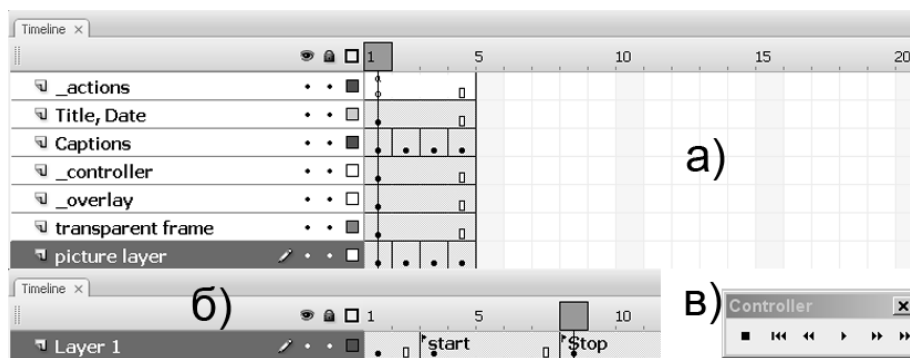 Timeline ×
1 5 10 15 20
_actions
Title, Date
Captions
а)
_controller
_overlay
transparent frame
picture layer
Timeline ×
б)
1 5 10
Layer 1 start Stop
в)
Controller